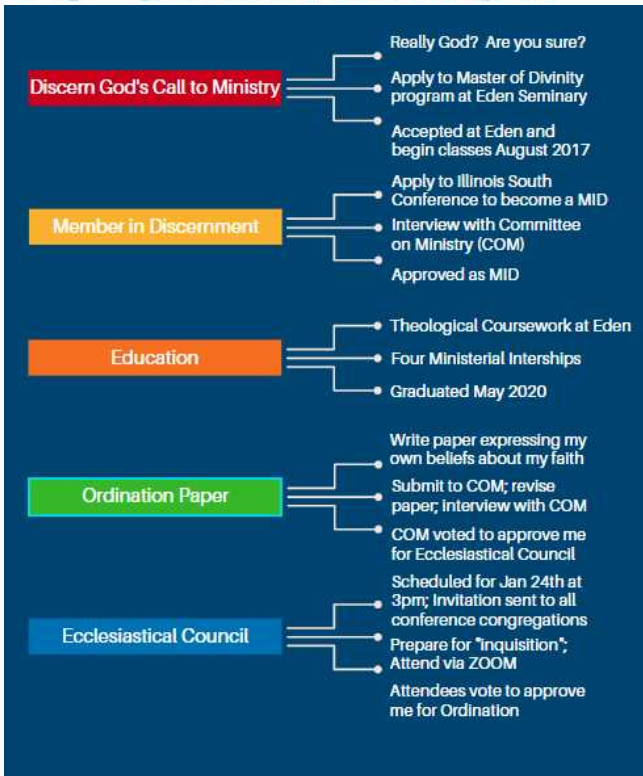 Discern God's Call to Ministry
Really God? Are you sure?
Apply to Master of Divinity
program at Eden Seminary
Accepted at Eden and
begin classes August 2017
Member in Discernment
Apply to Illinois South
Conference to become a MID
Interview with Committee
on Ministry (COM)
Approved as MID
Education
Theological Coursework at Eden
Four Ministerial Interships
Graduated May 2020
Ordination Paper
Write paper expressing my
own beliefs about my faith
Submit to COM; revise
paper; interview with COM
COM voted to approve me
for Ecclesiastical Council
Ecclesiastical Council
Scheduled for Jan 24th at
3pm; Invitation sent to all
conference congregations
Prepare for "inquisition";
Attend via ZOOM
Attendees vote to approve
me for Ordination